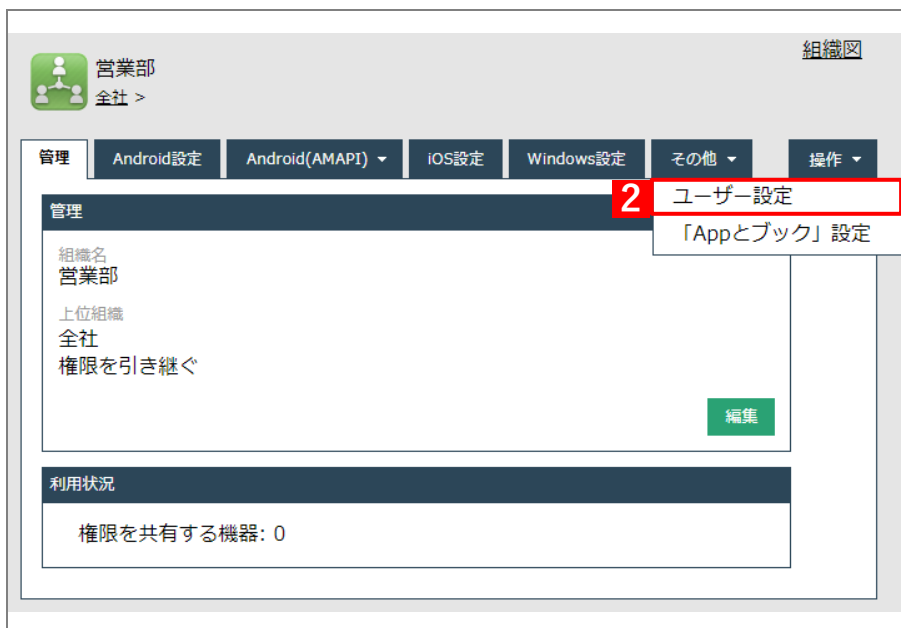 組織図
営業部
全社 >
管理 Android設定 Android(AMAPI) iOS設定 Windows設定 その他 操作
管理
2 ユーザー設定
「Appとブック」設定
組織名
営業部
上位組織
全社
権限を引き継ぐ
編集
利用状況
権限を共有する機器: 0